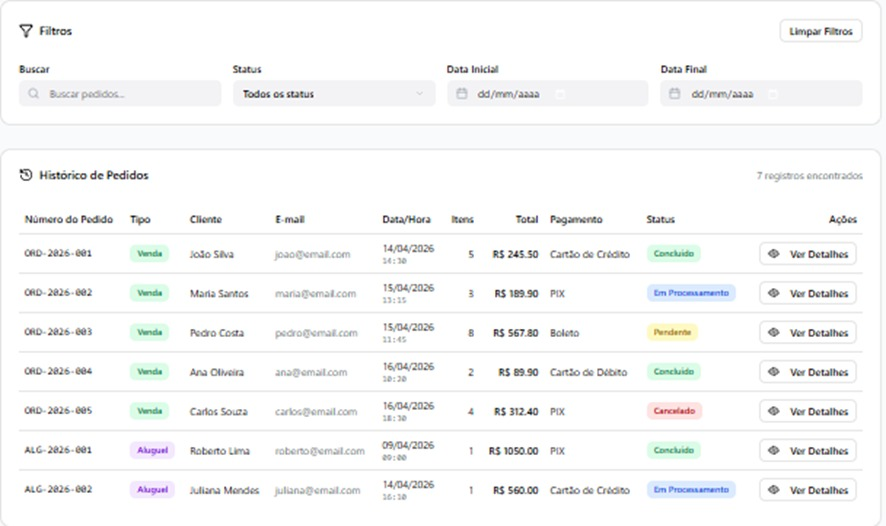 Filtros Limpar Filtros
Buscar Status Data Inicial Data Final
Buscar pedidos... Todos os status dd/mm/aaaa dd/mm/aaaa
Histórico de Pedidos 7 registros encontrados
Número do Pedido Tipo Cliente E-mail Data/Hora Itens Total Pagamento Status Ações
ORD-2026-001 Venda João Silva joao@email.com 14/04/2026 5 R$ 245.50 Cartão de Crédito Concluído Ver Detalhes
14:30
ORD-2026-002 Venda Maria Santos maria@email.com 15/04/2026 3 R$ 189.90 PIX Em Processamento Ver Detalhes
ORD-2026-003 Venda Pedro Costa pedro@email.com 15/04/2026 8 R$ 567.80 Boleto Pendente Ver Detalhes
11:45
ORD-2026-004 Venda Ana Oliveira ana@email.com 16/04/2026 2 R$ 89.90 Cartão de Débito Concluído Ver Detalhes
ORD-2026-005 Venda Carlos Souza carlos@email.com 16/04/2026 4 R$ 312.40 PIX Cancelado Ver Detalhes
ALG-2026-001 Aluguel Roberto Lima roberto@email.com 09/04/2026 1 R$ 1050.00 PIX Concluído Ver Detalhes
09:00
ALG-2026-002 Aluguel Juliana Mendes juliana@email.com 14/04/2026 1 R$ 560.00 Cartão de Crédito Em Processamento Ver Detalhes